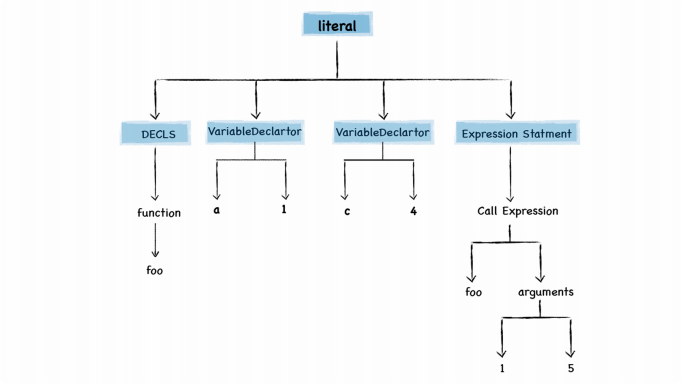 literal
DECLS
VariableDeclartor
VariableDeclartor
Expression Statment
function
a
1
c
4
Call Expression
foo
foo
arguments
1
5